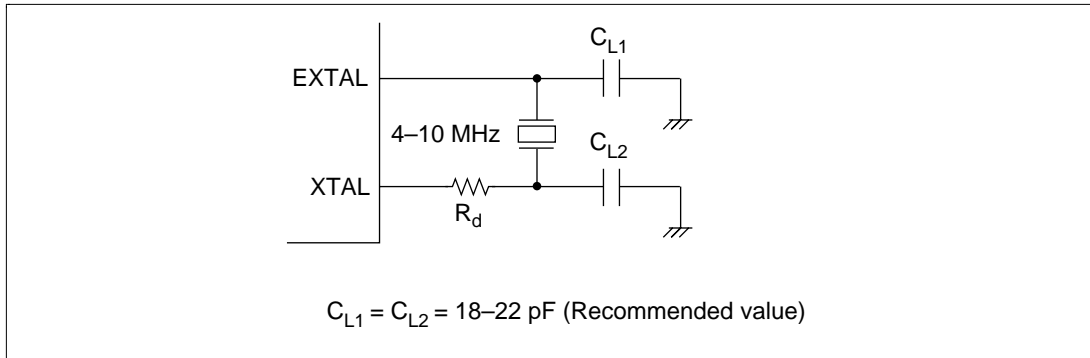 C_L1
EXTAL
4–10 MHz
C_L2
XTAL
R_d
C_L1 = C_L2 = 18–22 pF (Recommended value)